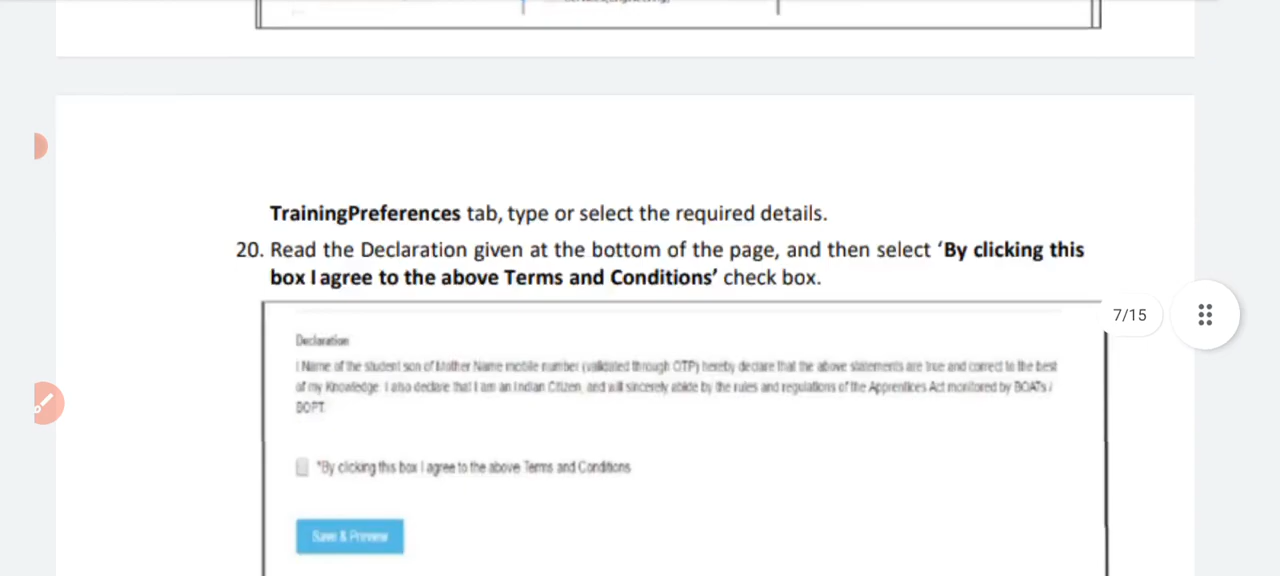 TrainingPreferences tab, type or select the required details.
20. Read the Declaration given at the bottom of the page, and then select ‘By clicking this
box I agree to the above Terms and Conditions’ check box.
7/15
Declaration
I Name of the student son of Mother Name mobile number (validated through OTP) hereby declare that the above statements are true and correct to the best
of my Knowledge. I also declare that I am an Indian Citizen, and will sincerely abide by the rules and regulations of the Apprentices Act monitored by BOATs /
BOPT
*By clicking this box I agree to the above Terms and Conditions
Save & Preview